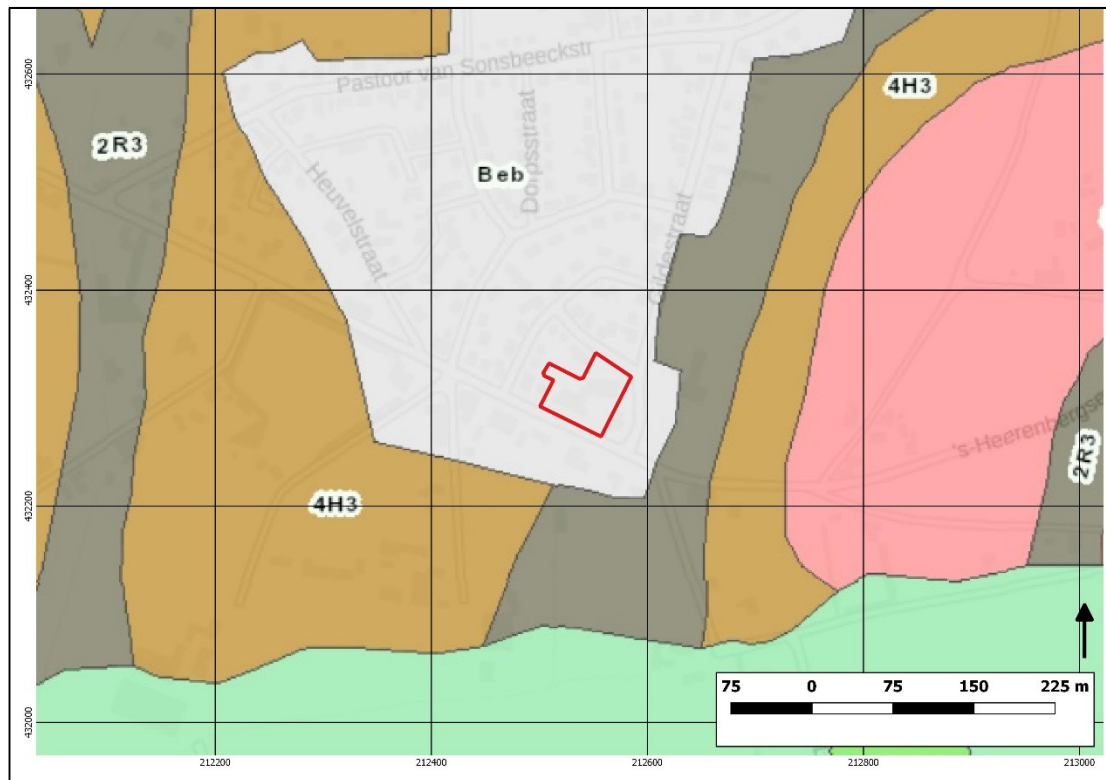 432600
432400
432200
432000
Pastoor van Sonsbeeckstr
4H3
2R3
Beb
Dorpsstraat
Heuvelstraat
Gildestraat
's-Heerenbergse
2R3
4H3
75 0 75 150 225 m
212200 212400 212600 212800 213000